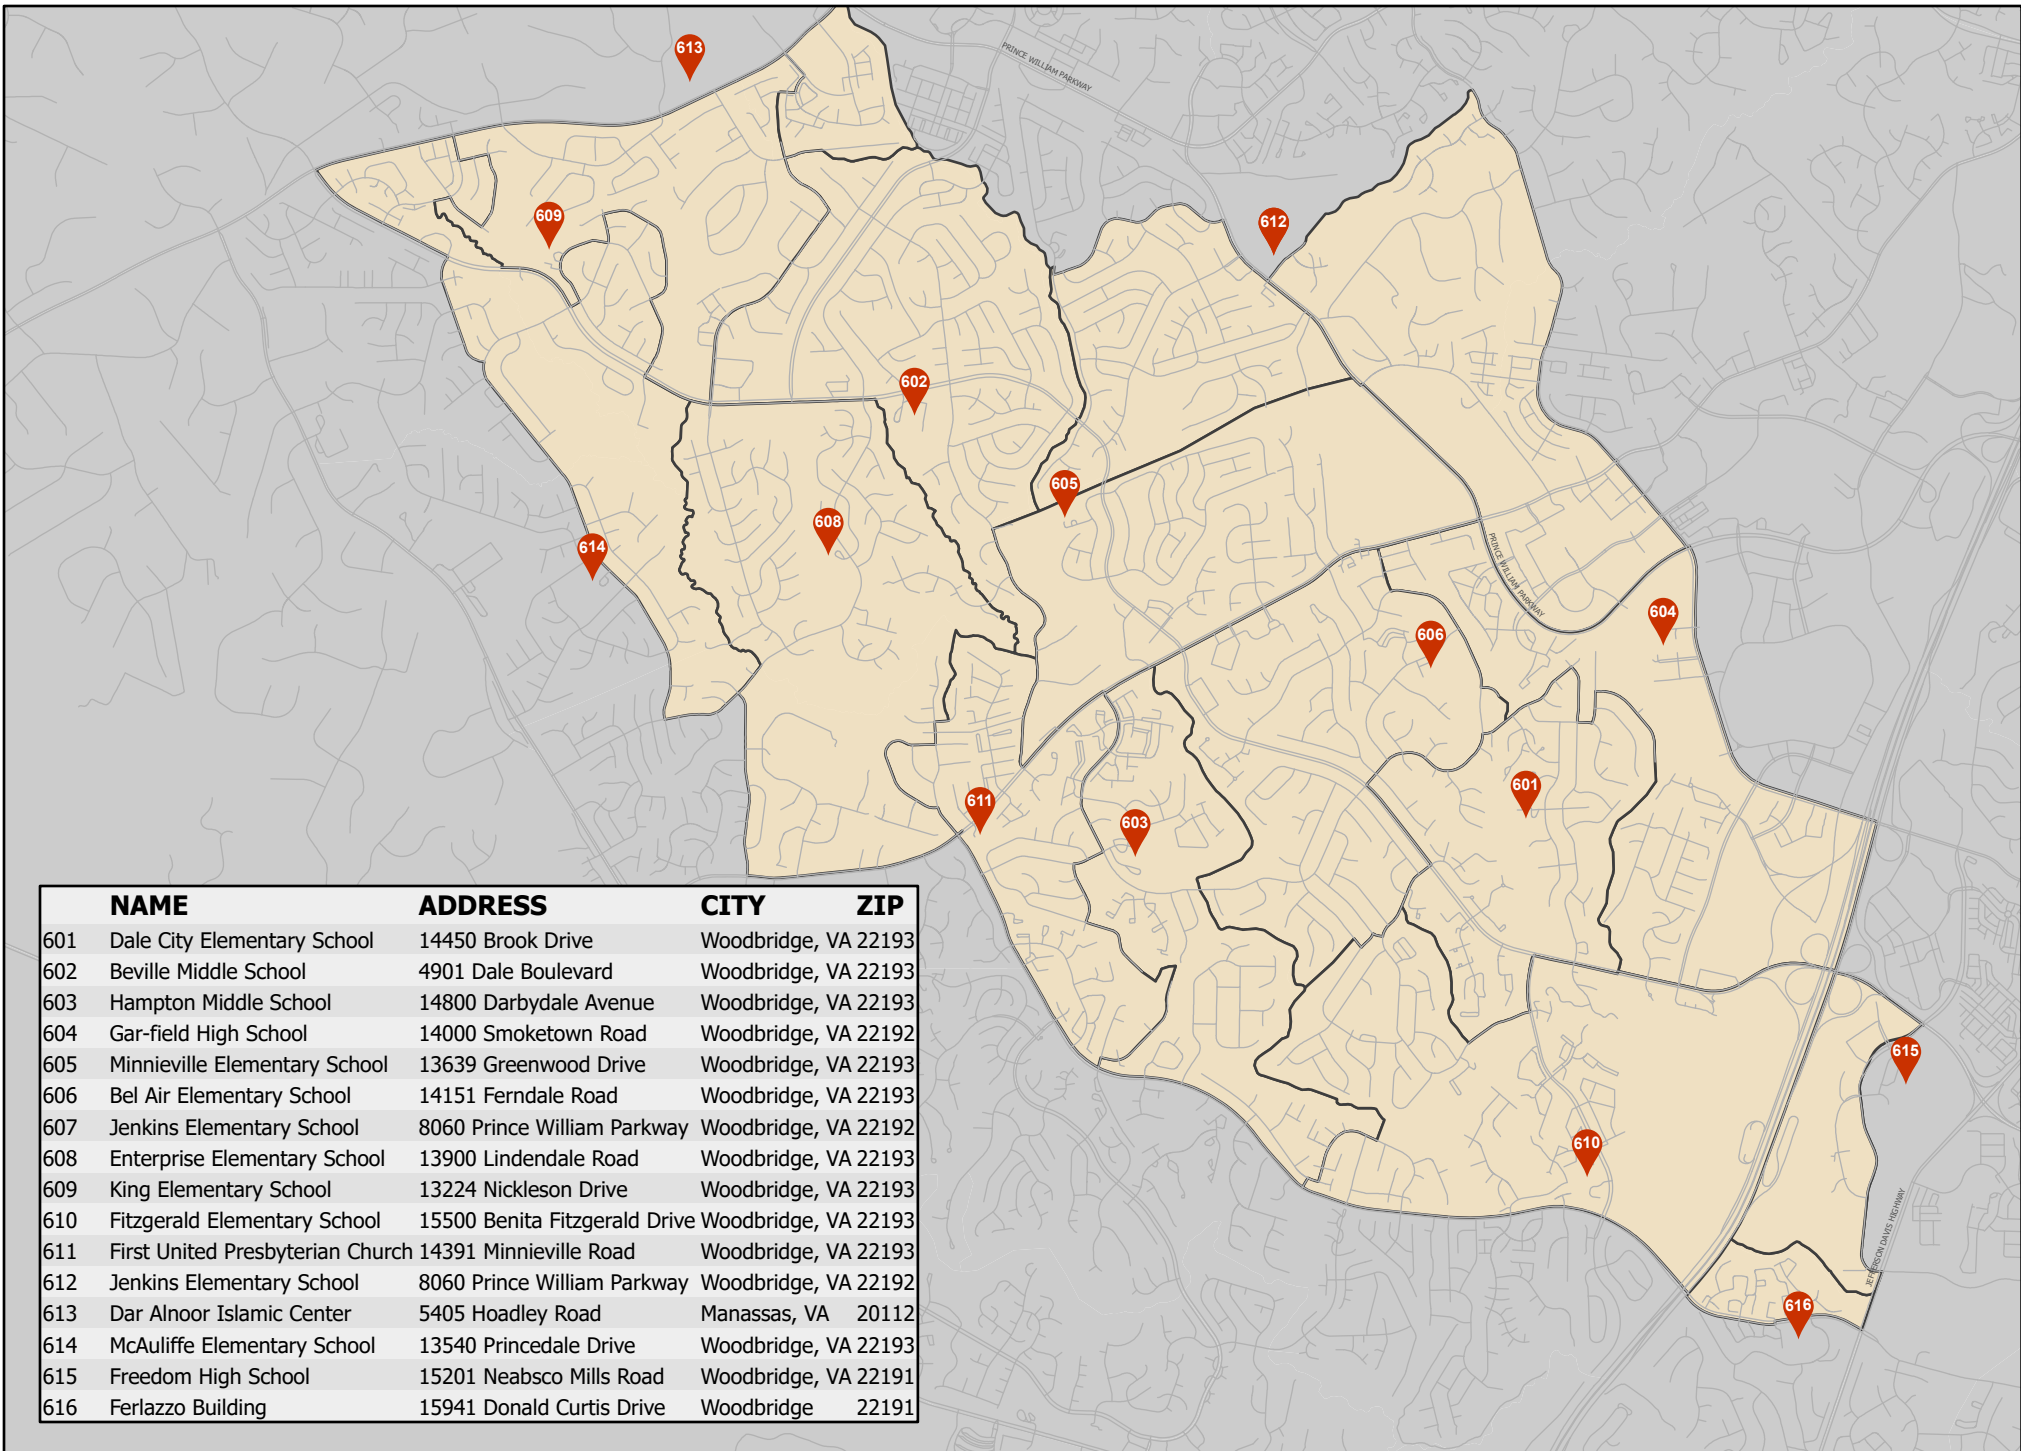 613
PRINCE WILLIAM PARKWAY
609
612
602
605
608
614
PRINCE WILLIAM PARKWAY
604
606
601
611
603
615
610
JEFFERSON DAVIS HIGHWAY
616
NAME ADDRESS CITY ZIP
601 Dale City Elementary School 14450 Brook Drive Woodbridge, VA 22193
602 Beville Middle School 4901 Dale Boulevard Woodbridge, VA 22193
603 Hampton Middle School 14800 Darbydale Avenue Woodbridge, VA 22193
604 Gar-field High School 14000 Smoketown Road Woodbridge, VA 22192
605 Minnieville Elementary School 13639 Greenwood Drive Woodbridge, VA 22193
606 Bel Air Elementary School 14151 Ferndale Road Woodbridge, VA 22193
607 Jenkins Elementary School 8060 Prince William Parkway Woodbridge, VA 22192
608 Enterprise Elementary School 13900 Lindendale Road Woodbridge, VA 22193
609 King Elementary School 13224 Nickleson Drive Woodbridge, VA 22193
610 Fitzgerald Elementary School 15500 Benita Fitzgerald Drive Woodbridge, VA 22193
611 First United Presbyterian Church 14391 Minnieville Road Woodbridge, VA 22193
612 Jenkins Elementary School 8060 Prince William Parkway Woodbridge, VA 22192
613 Dar Alnoor Islamic Center 5405 Hoadley Road Manassas, VA 20112
614 McAuliffe Elementary School 13540 Princedale Drive Woodbridge, VA 22193
615 Freedom High School 15201 Neabsco Mills Road Woodbridge, VA 22191
616 Ferlazzo Building 15941 Donald Curtis Drive Woodbridge 22191